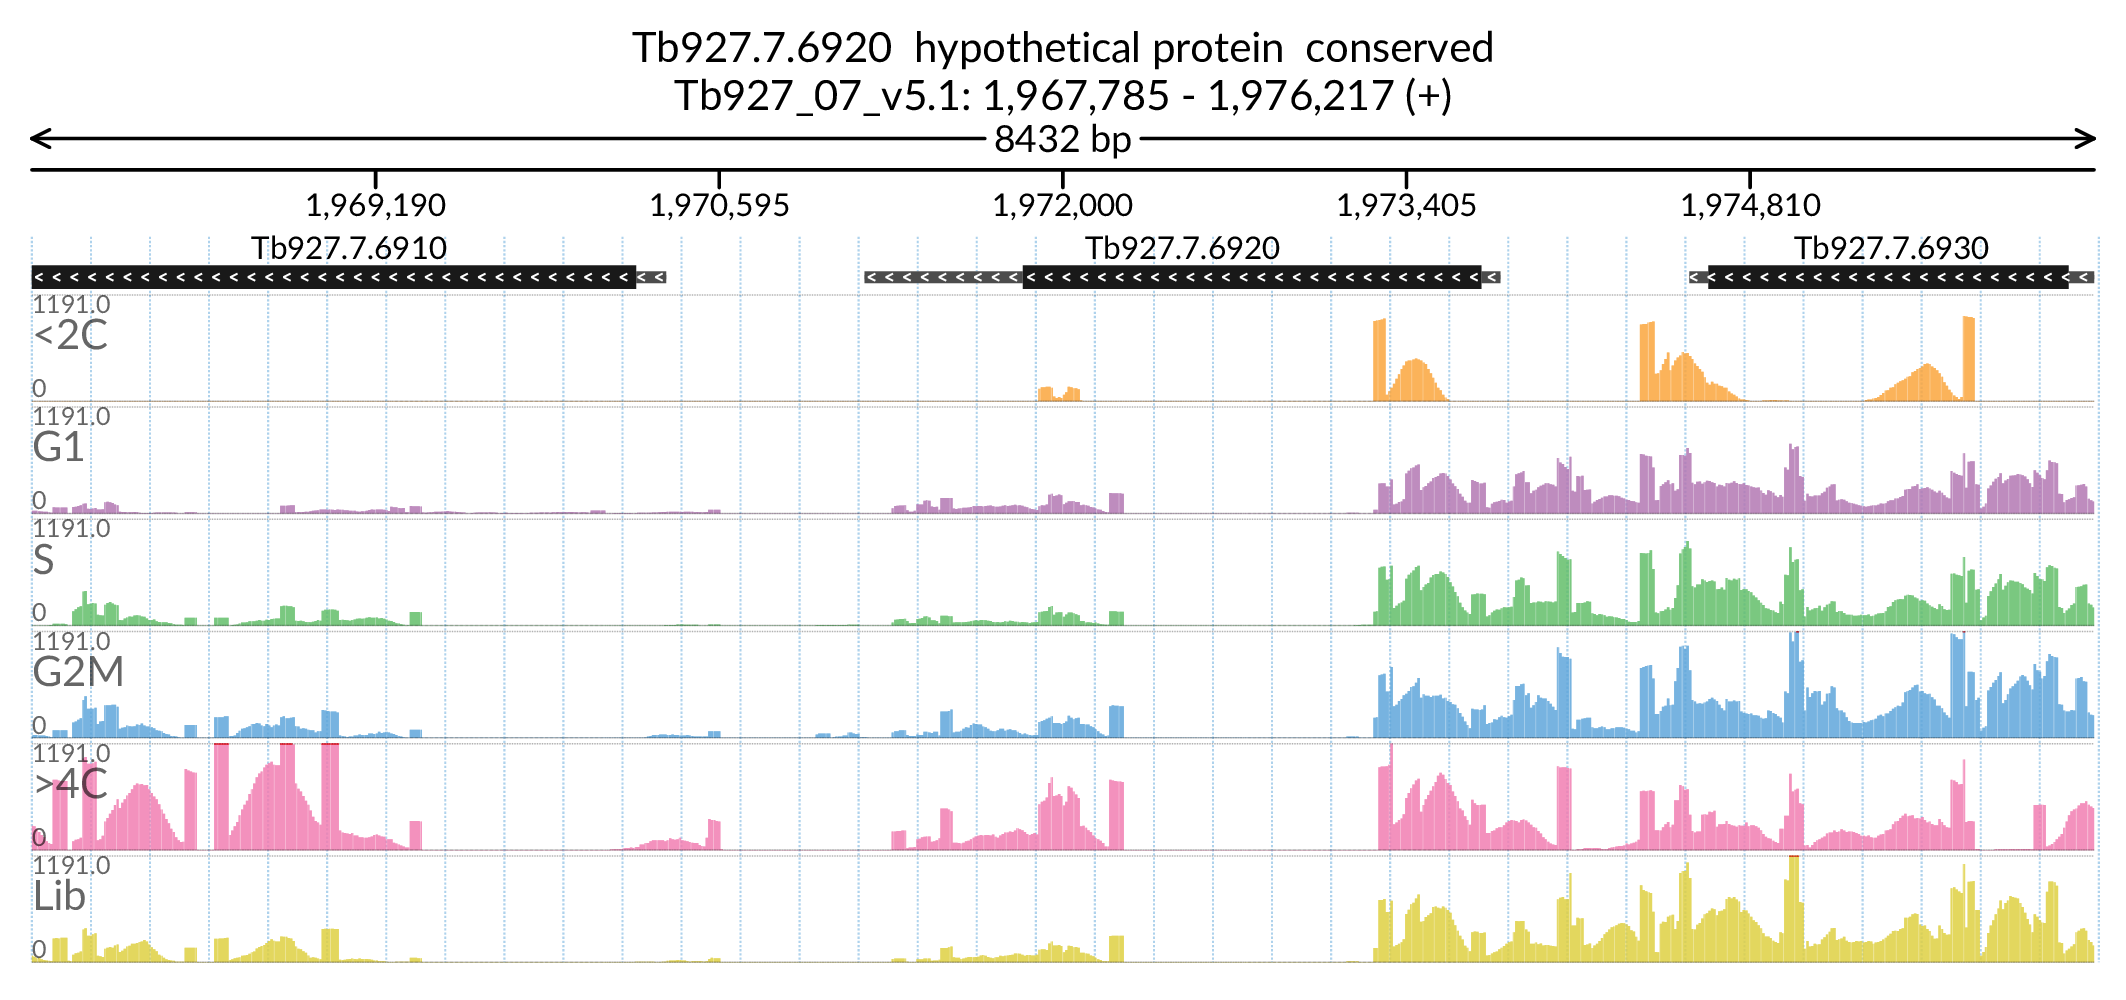 Tb927.7.6920 hypothetical protein conserved
Tb927_07_v5.1: 1,967,785 - 1,976,217 (+)
8432 bp
1,969,190 1,970,595 1,972,000 1,973,405 1,974,810
Tb927.7.6910 Tb927.7.6920 Tb927.7.6930
1191.0
<2C
0
1191.0
G1
0
1191.0
S
0
1191.0
G2M
0
1191.0
>4C
0
1191.0
Lib
0